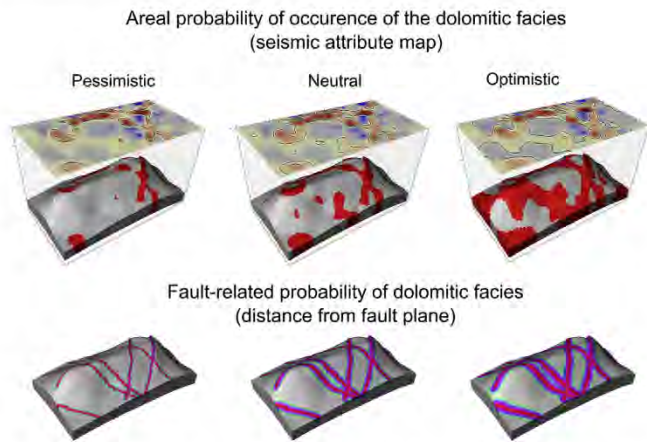 Areal probability of occurence of the dolomitic facies
(seismic attribute map)
Pessimistic
Neutral
Optimistic
Fault-related probability of dolomitic facies
(distance from fault plane)